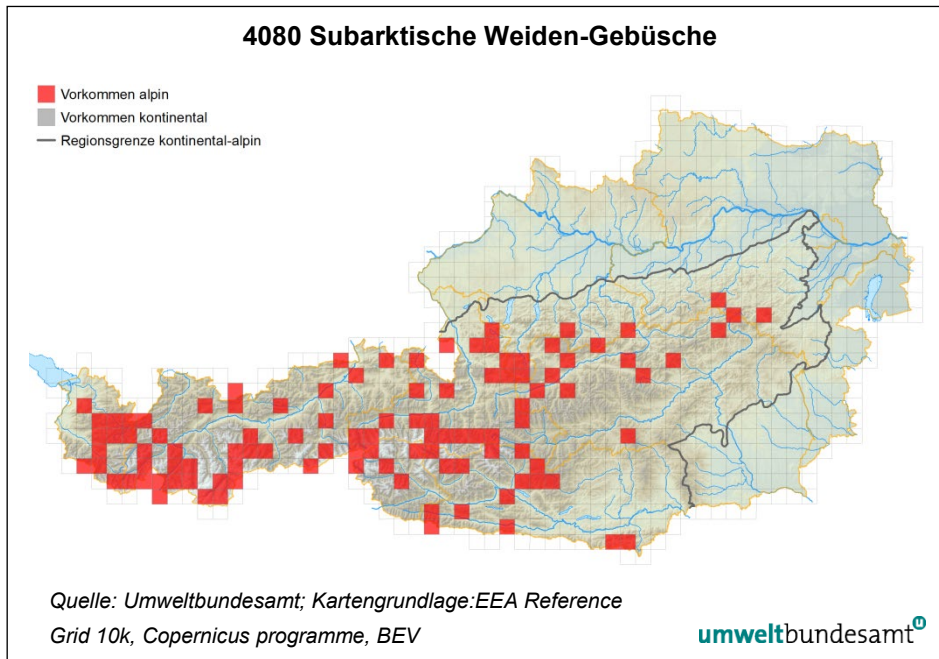 4080 Subarktische Weiden-Gebüsche
Vorkommen alpin
Vorkommen kontinental
Regionsgrenze kontinental-alpin
Quelle: Umweltbundesamt; Kartengrundlage:EEA Reference
Grid 10k, Copernicus programme, BEV
umweltbundesamt U